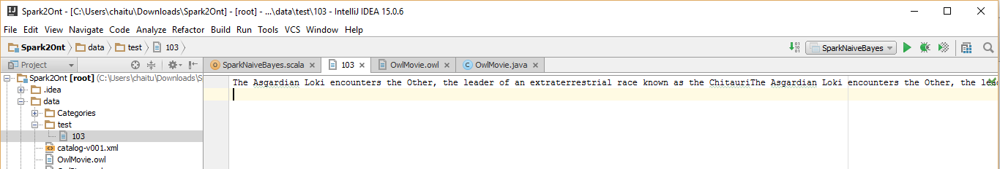 Spark2Ont - [C:\Users\chaitu\Downloads\Spark2Ont] - [root] - ...\data\test\103 - IntelliJ IDEA 15.0.6
File Edit View Navigate Code Analyze Refactor Build Run Tools VCS Window Help
Spark2Ont data test 103 SparkNaiveBayes
Project SparkNaiveBayes.scala 103 OwlMovie.owl OwlMovie.java
Spark2Ont [root] (C:\Users\chaitu\Downloads\S The Asgardian Loki encounters the Other, the leader of an extraterrestrial race known as the ChitauriThe Asgardian Loki encounters the Other, the lead
.idea
data
Categories
test
103
catalog-v001.xml
OwlMovie.owl